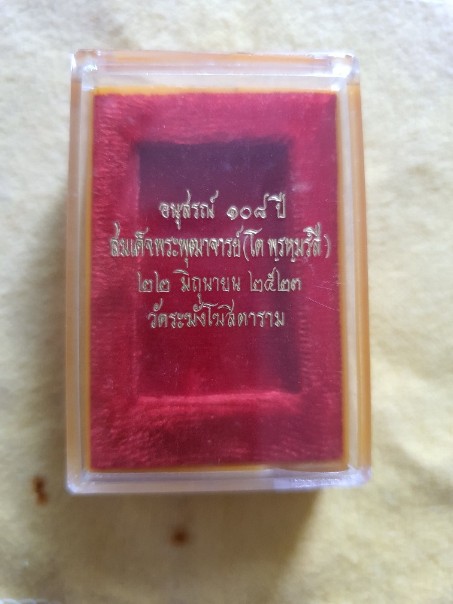 อนุสรณ์ ๑๐๘ ปี
สมเด็จพระพุฒาจารย์ (โต พฺรหฺมรํสี)
๒๒ มิถุนายน ๒๕๒๓
วัดระฆังโฆสิตาราม